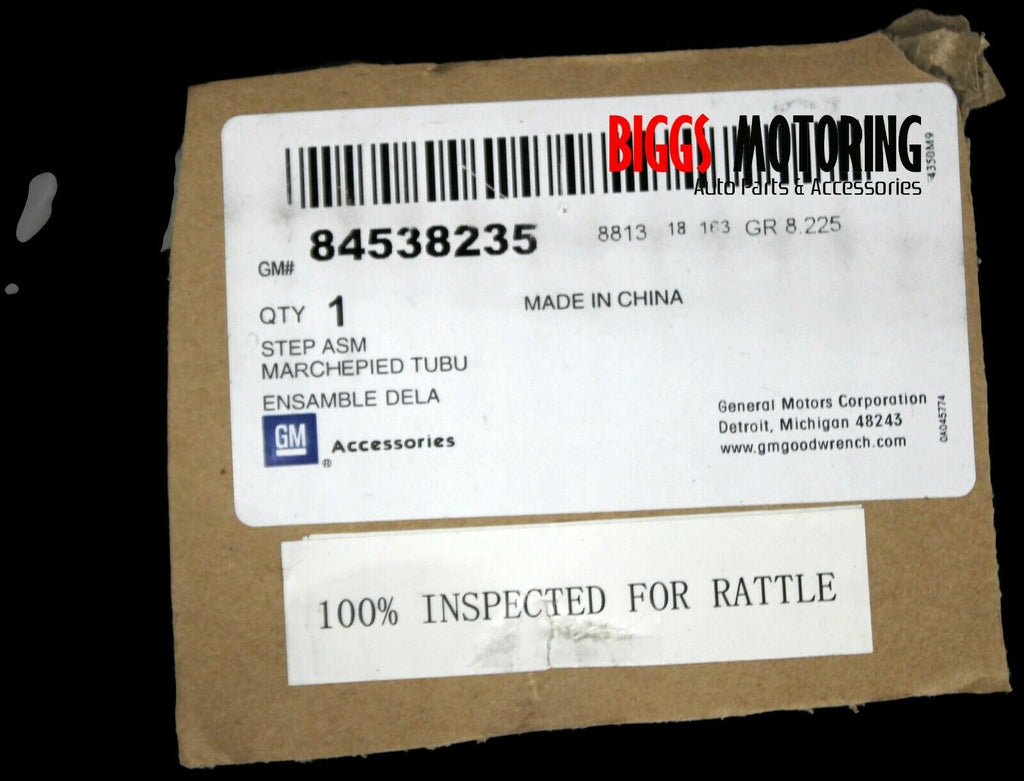 BIGGS MOTORING
Auto Parts & Accessories
4350M9
84538235
8813 18 163 GR 8.225
GM#
QTY 1
MADE IN CHINA
STEP ASM
MARCHEPIED TUBU
ENSAMBLE DELA
GM
® Accessories
General Motors Corporation
Detroit, Michigan 48243
www.gmgoodwrench.com
0A045774
100% INSPECTED FOR RATTLE